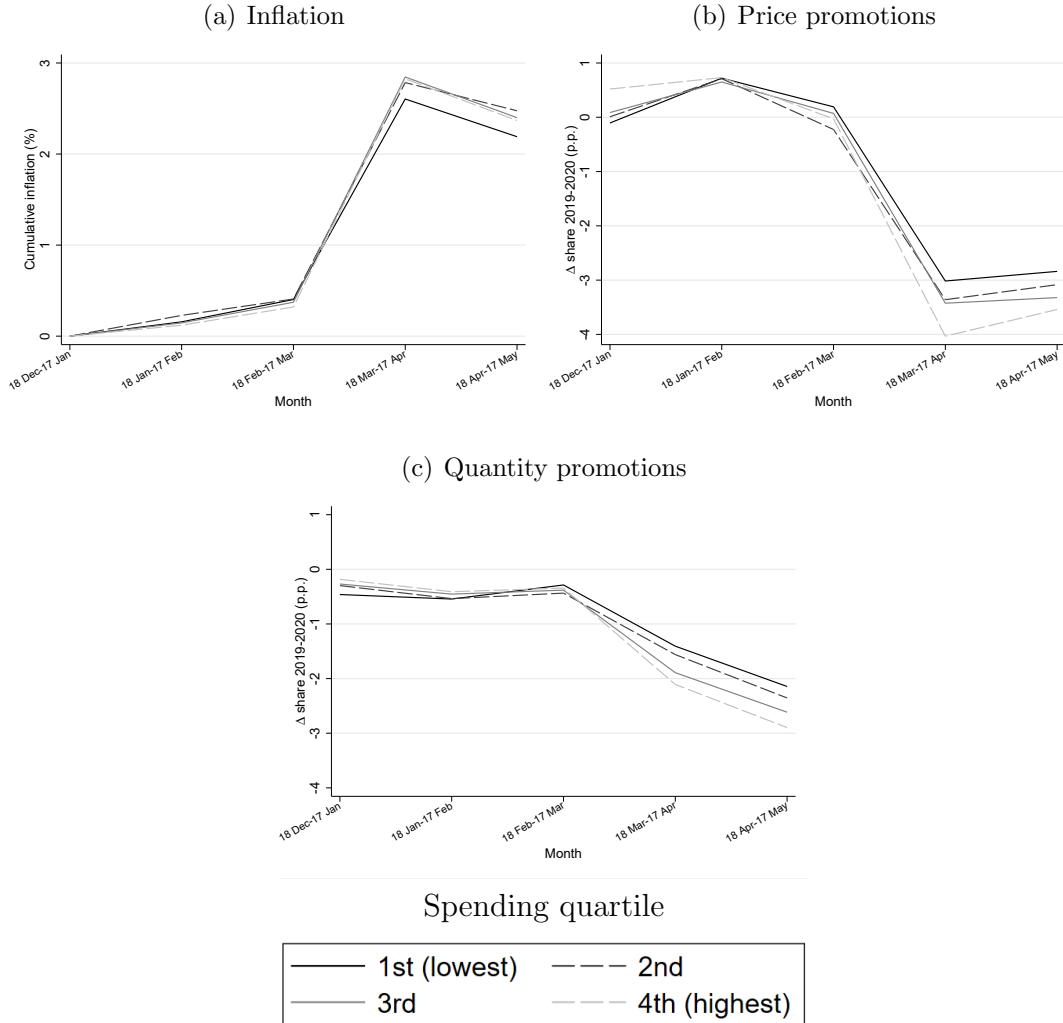 (a) Inflation
Cumulative inflation (%)
3
2
1
0
18 Dec-17 Jan
18 Jan-17 Feb
18 Feb-17 Mar
18 Mar-17 Apr
18 Apr-17 May
Month
(b) Price promotions
Δ share 2019-2020 (p.p.)
1
0
-1
-2
-3
-4
18 Dec-17 Jan
18 Jan-17 Feb
18 Feb-17 Mar
18 Mar-17 Apr
18 Apr-17 May
Month
(c) Quantity promotions
Δ share 2019-2020 (p.p.)
1
0
-1
-2
-3
-4
18 Dec-17 Jan
18 Jan-17 Feb
18 Feb-17 Mar
18 Mar-17 Apr
18 Apr-17 May
Month
Spending quartile
1st (lowest)
2nd
3rd
4th (highest)